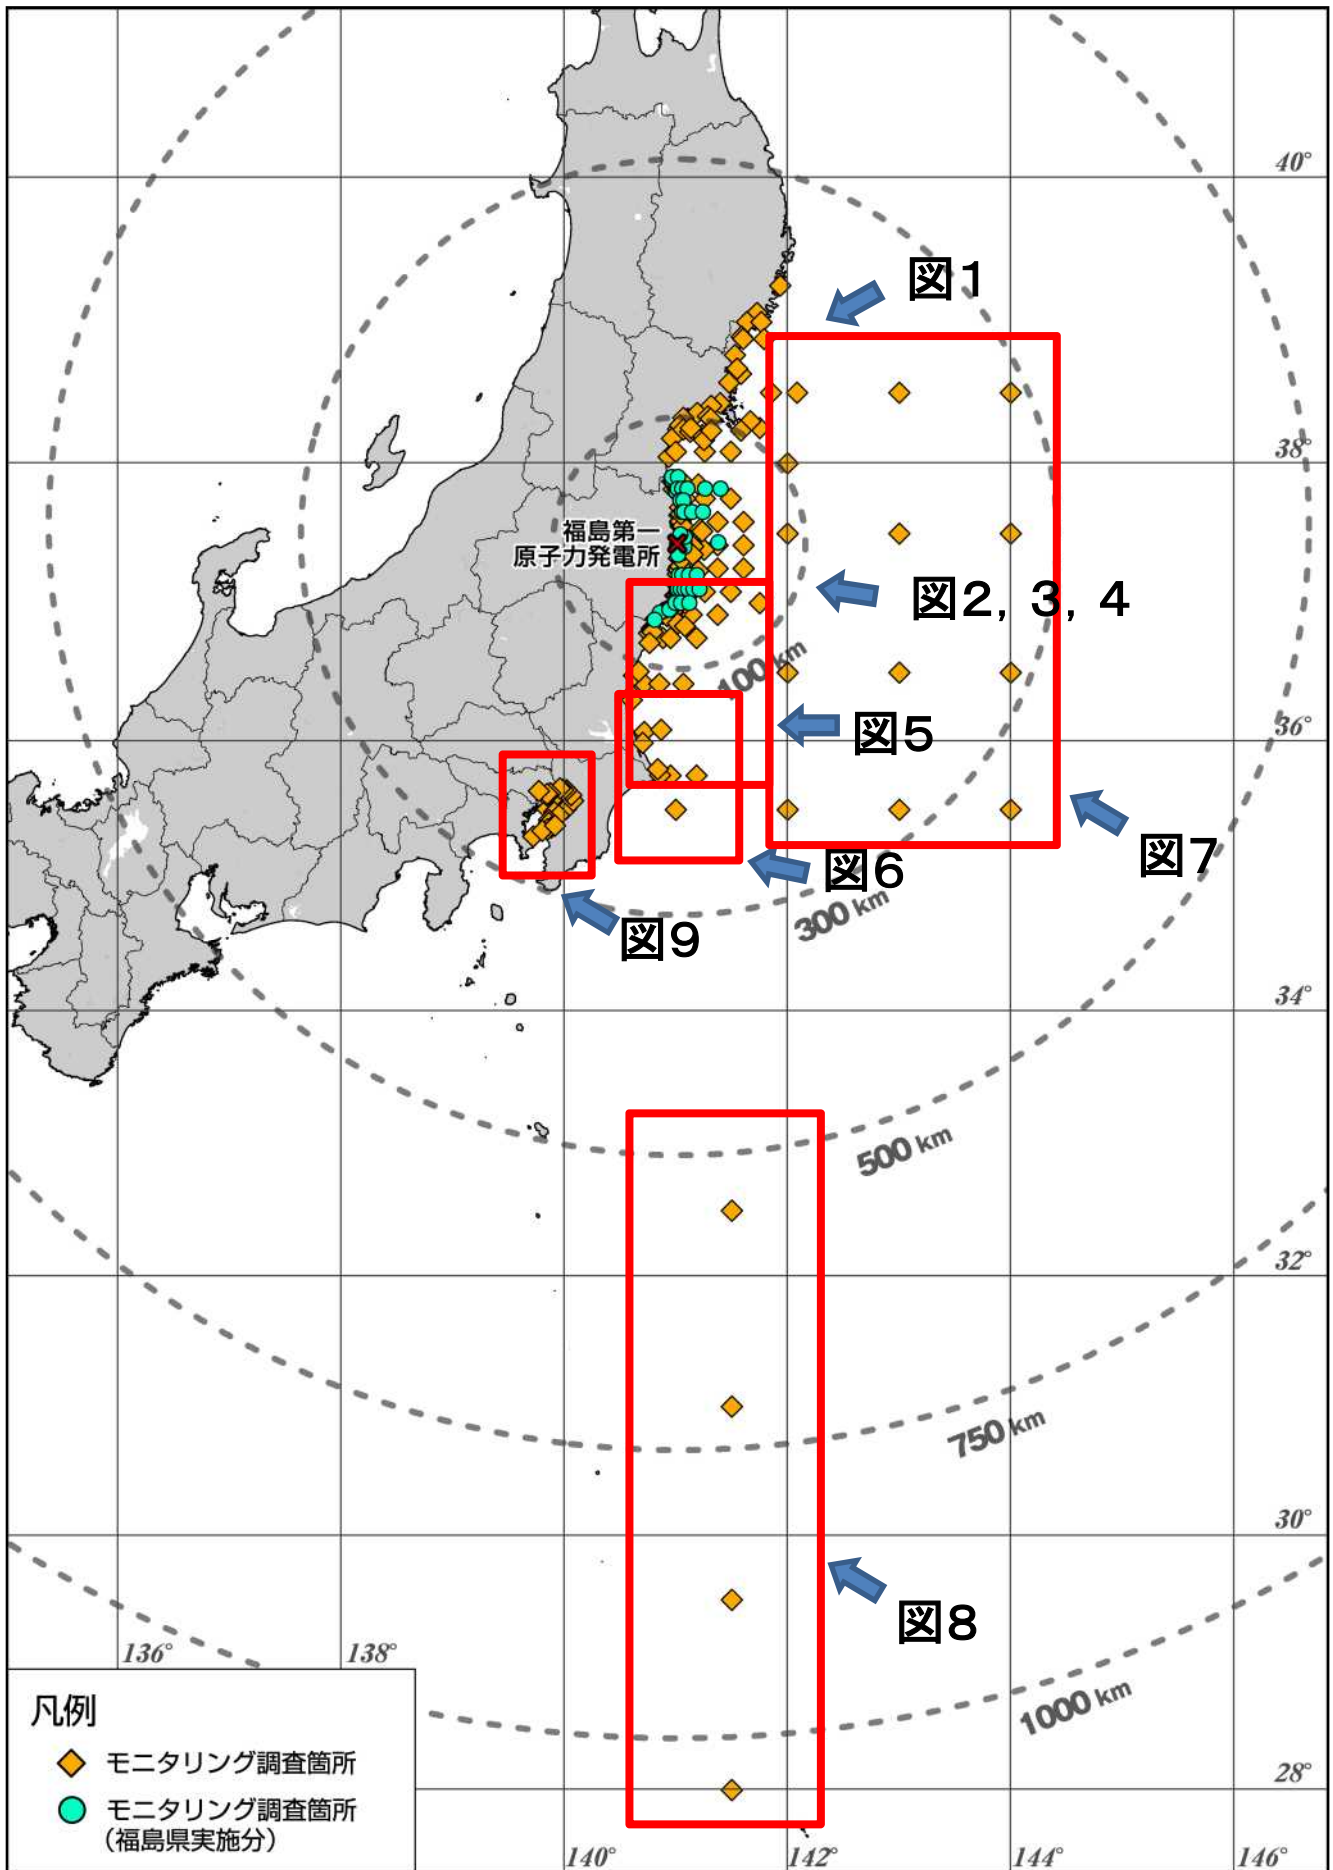 40°
図1
38°
福島第一
原子力発電所
図2, 3, 4
100 km
図5
36°
図7
図6
300 km
図9
34°
500 km
32°
750 km
30°
図8
136°
138°
1000 km
凡例
モニタリング調査箇所
モニタリング調査箇所
(福島県実施分)
28°
140°
142°
144°
146°